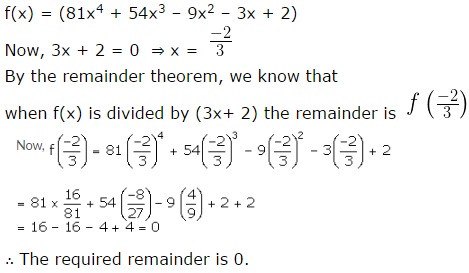 f(x) = (81x⁴ + 54x³ – 9x² – 3x + 2)
Now, 3x + 2 = 0 ⇒ x = −2/3
By the remainder theorem, we know that
when f(x) is divided by (3x+ 2) the remainder is f(−2/3)
Now, f(−2/3) = 81(−2/3)⁴ + 54(−2/3)³ – 9(−2/3)² – 3(−2/3) + 2
= 81 × 16/81 + 54(−8/27) – 9(4/9) + 2 + 2
= 16 – 16 – 4 + 4 = 0
∴ The required remainder is 0.